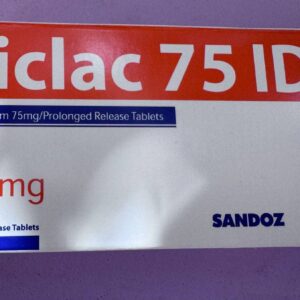 iclac 75 ID
m 75mg/Prolonged Release Tablets
mg
SANDOZ
ase Tablets